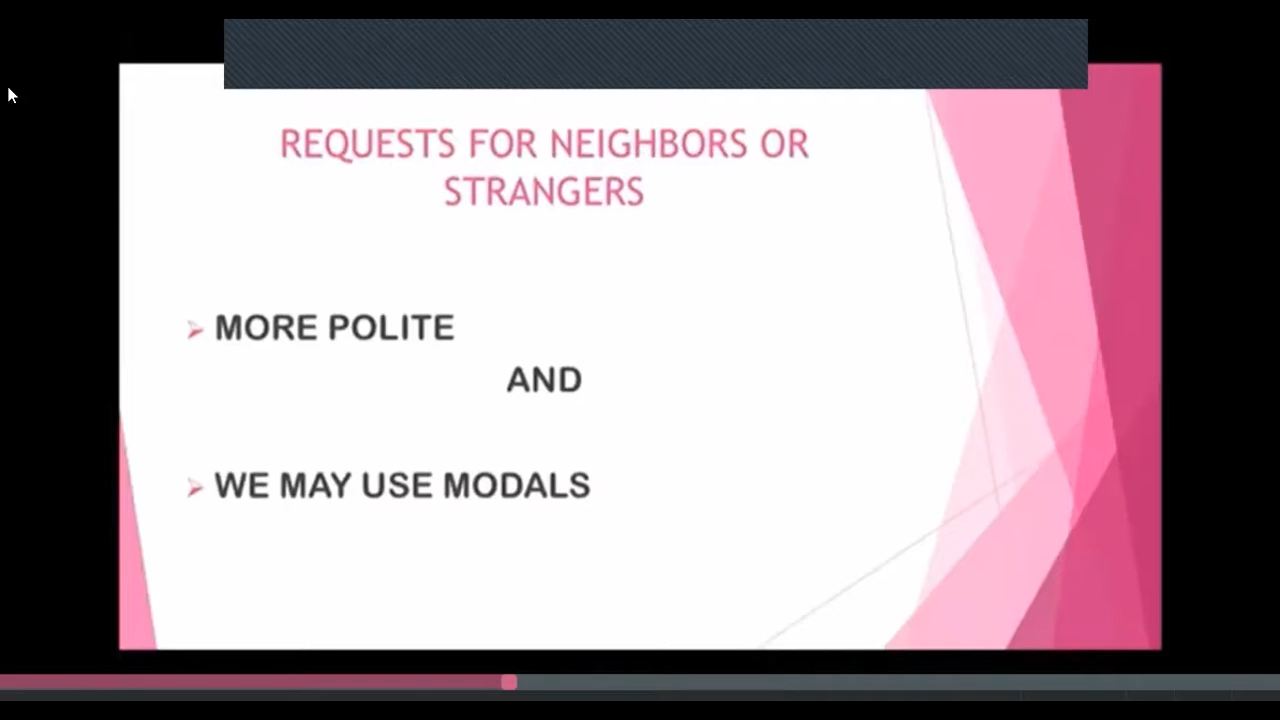 REQUESTS FOR NEIGHBORS OR
STRANGERS
MORE POLITE
AND
WE MAY USE MODALS